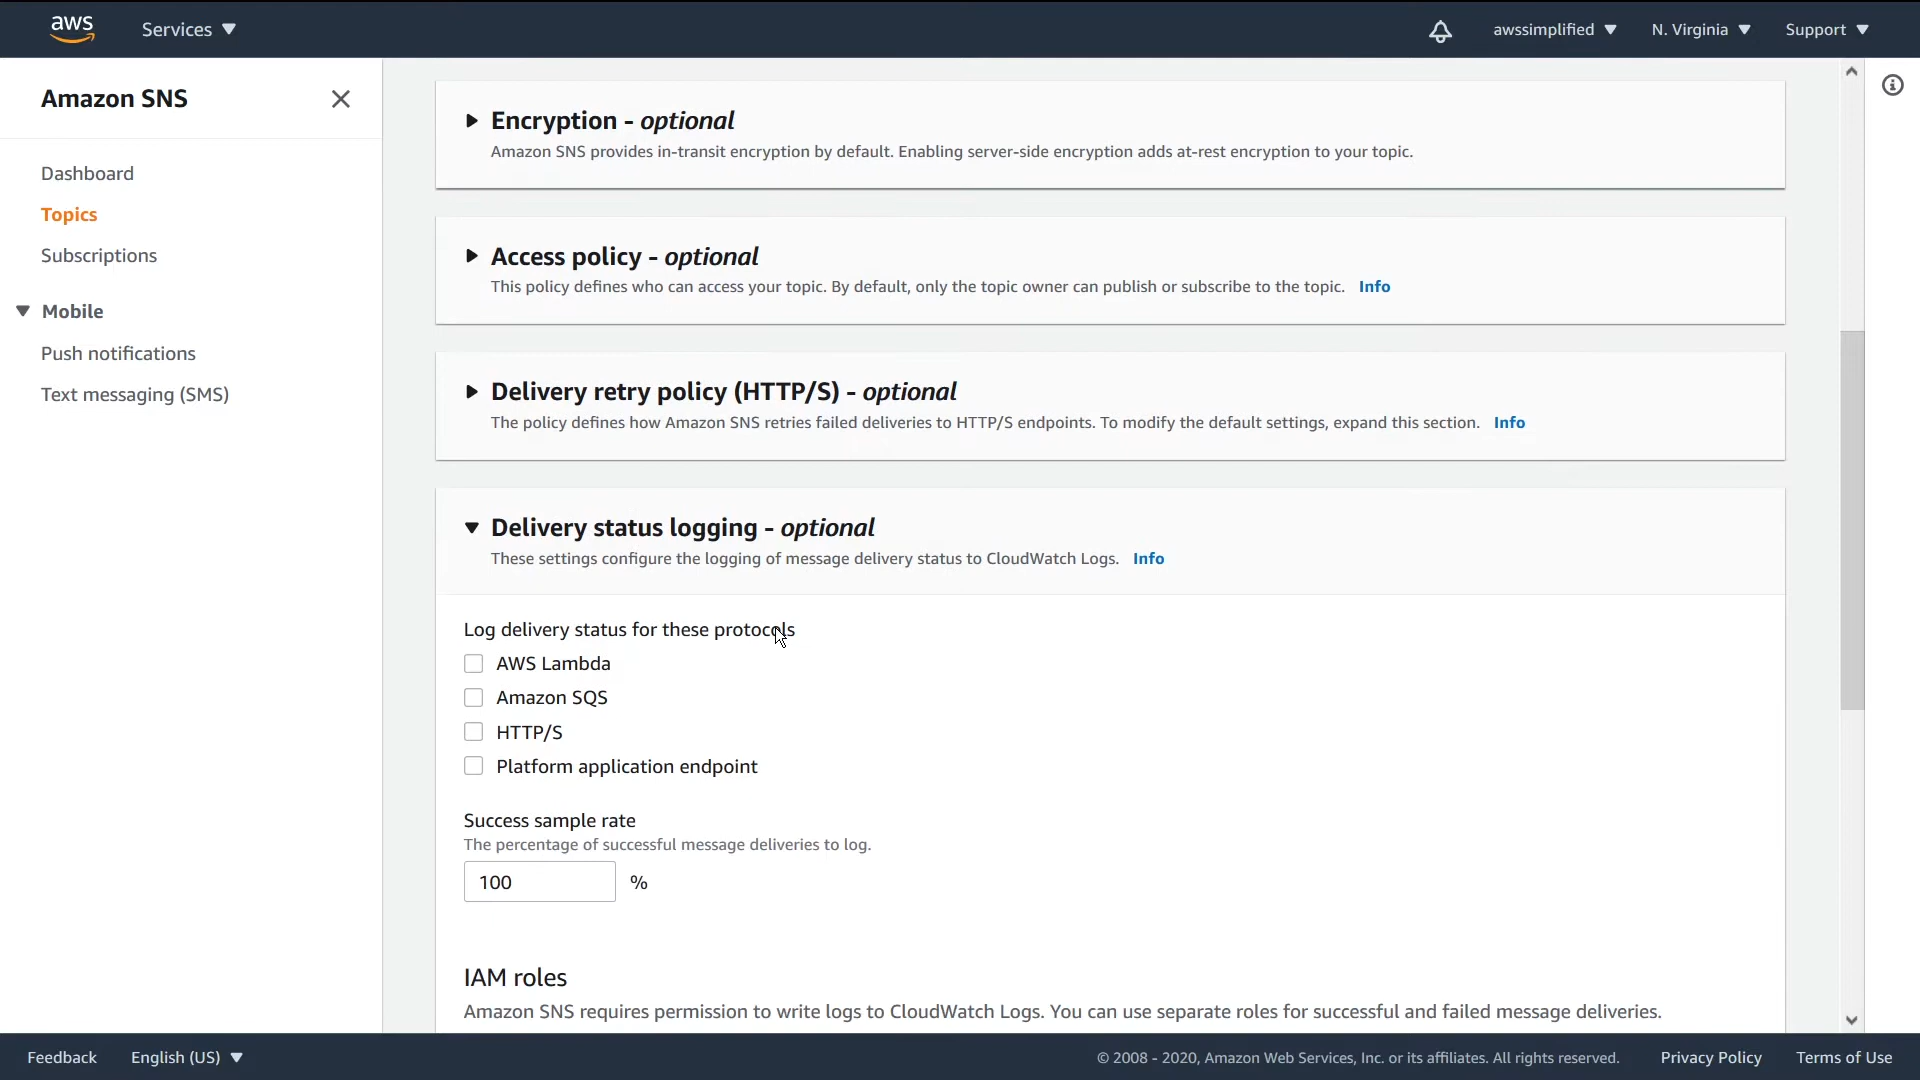 aws Services awssimplified N. Virginia Support
Amazon SNS
Dashboard
Topics
Subscriptions
Mobile
Push notifications
Text messaging (SMS)
Encryption - optional
Amazon SNS provides in-transit encryption by default. Enabling server-side encryption adds at-rest encryption to your topic.
Access policy - optional
This policy defines who can access your topic. By default, only the topic owner can publish or subscribe to the topic. Info
Delivery retry policy (HTTP/S) - optional
The policy defines how Amazon SNS retries failed deliveries to HTTP/S endpoints. To modify the default settings, expand this section. Info
Delivery status logging - optional
These settings configure the logging of message delivery status to CloudWatch Logs. Info
Log delivery status for these protocols
AWS Lambda
Amazon SQS
HTTP/S
Platform application endpoint
Success sample rate
The percentage of successful message deliveries to log.
100 %
IAM roles
Amazon SNS requires permission to write logs to CloudWatch Logs. You can use separate roles for successful and failed message deliveries.
Feedback English (US) © 2008 - 2020, Amazon Web Services, Inc. or its affiliates. All rights reserved. Privacy Policy Terms of Use